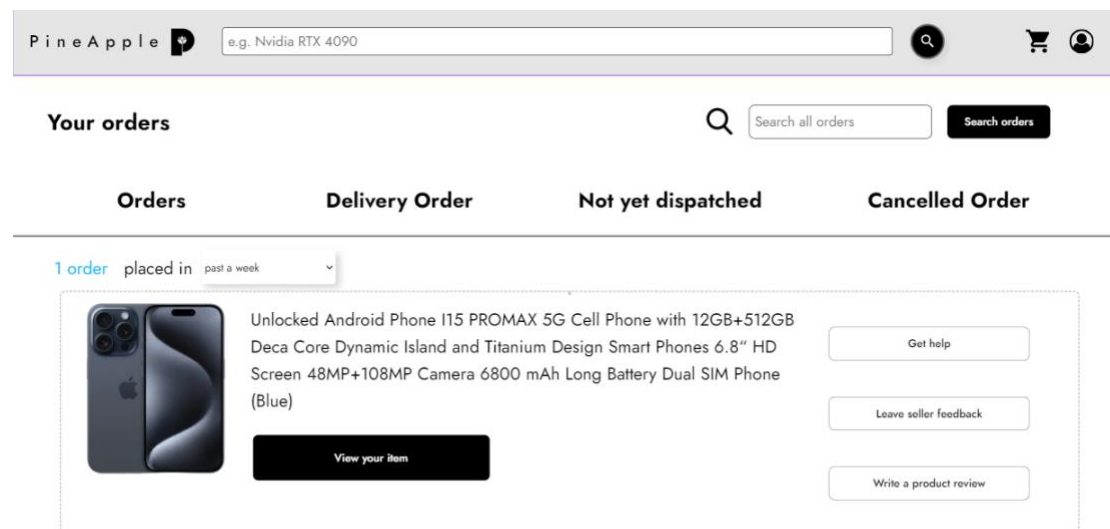 PineApple
e.g. Nvidia RTX 4090
Your orders
Search all orders
Search orders
Orders Delivery Order Not yet dispatched Cancelled Order
1 order placed in past a week
Unlocked Android Phone I15 PROMAX 5G Cell Phone with 12GB+512GB
Deca Core Dynamic Island and Titanium Design Smart Phones 6.8“ HD
Screen 48MP+108MP Camera 6800 mAh Long Battery Dual SIM Phone
(Blue)
View your item
Get help
Leave seller feedback
Write a product review